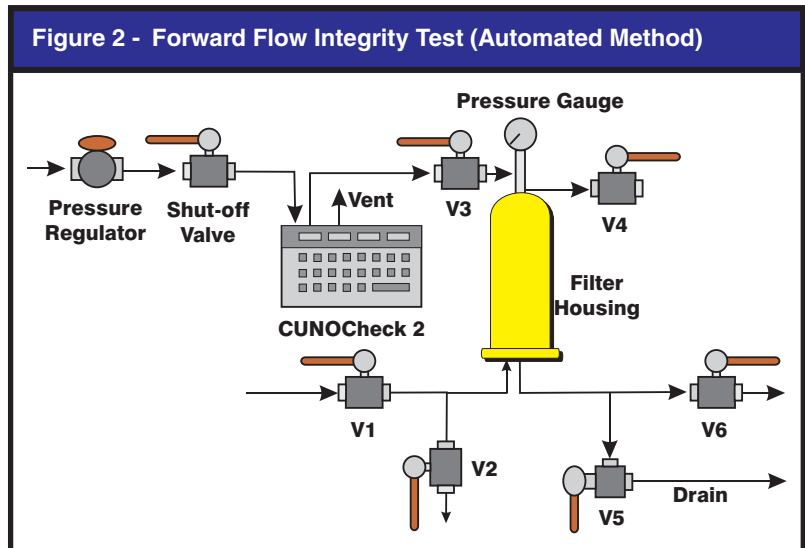 Figure 2 - Forward Flow Integrity Test (Automated Method)
Pressure Gauge
Pressure
Regulator
Shut-off
Valve
Vent
V3
V4
CUNOCheck 2
Filter
Housing
V1
V2
V6
V5
Drain